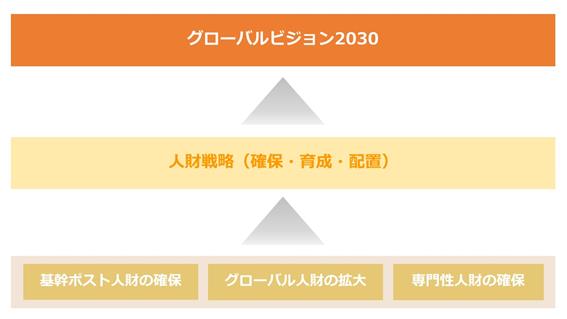 グローバルビジョン2030
人財戦略（確保・育成・配置）
基幹ポスト人財の確保
グローバル人財の拡大
専門性人財の確保